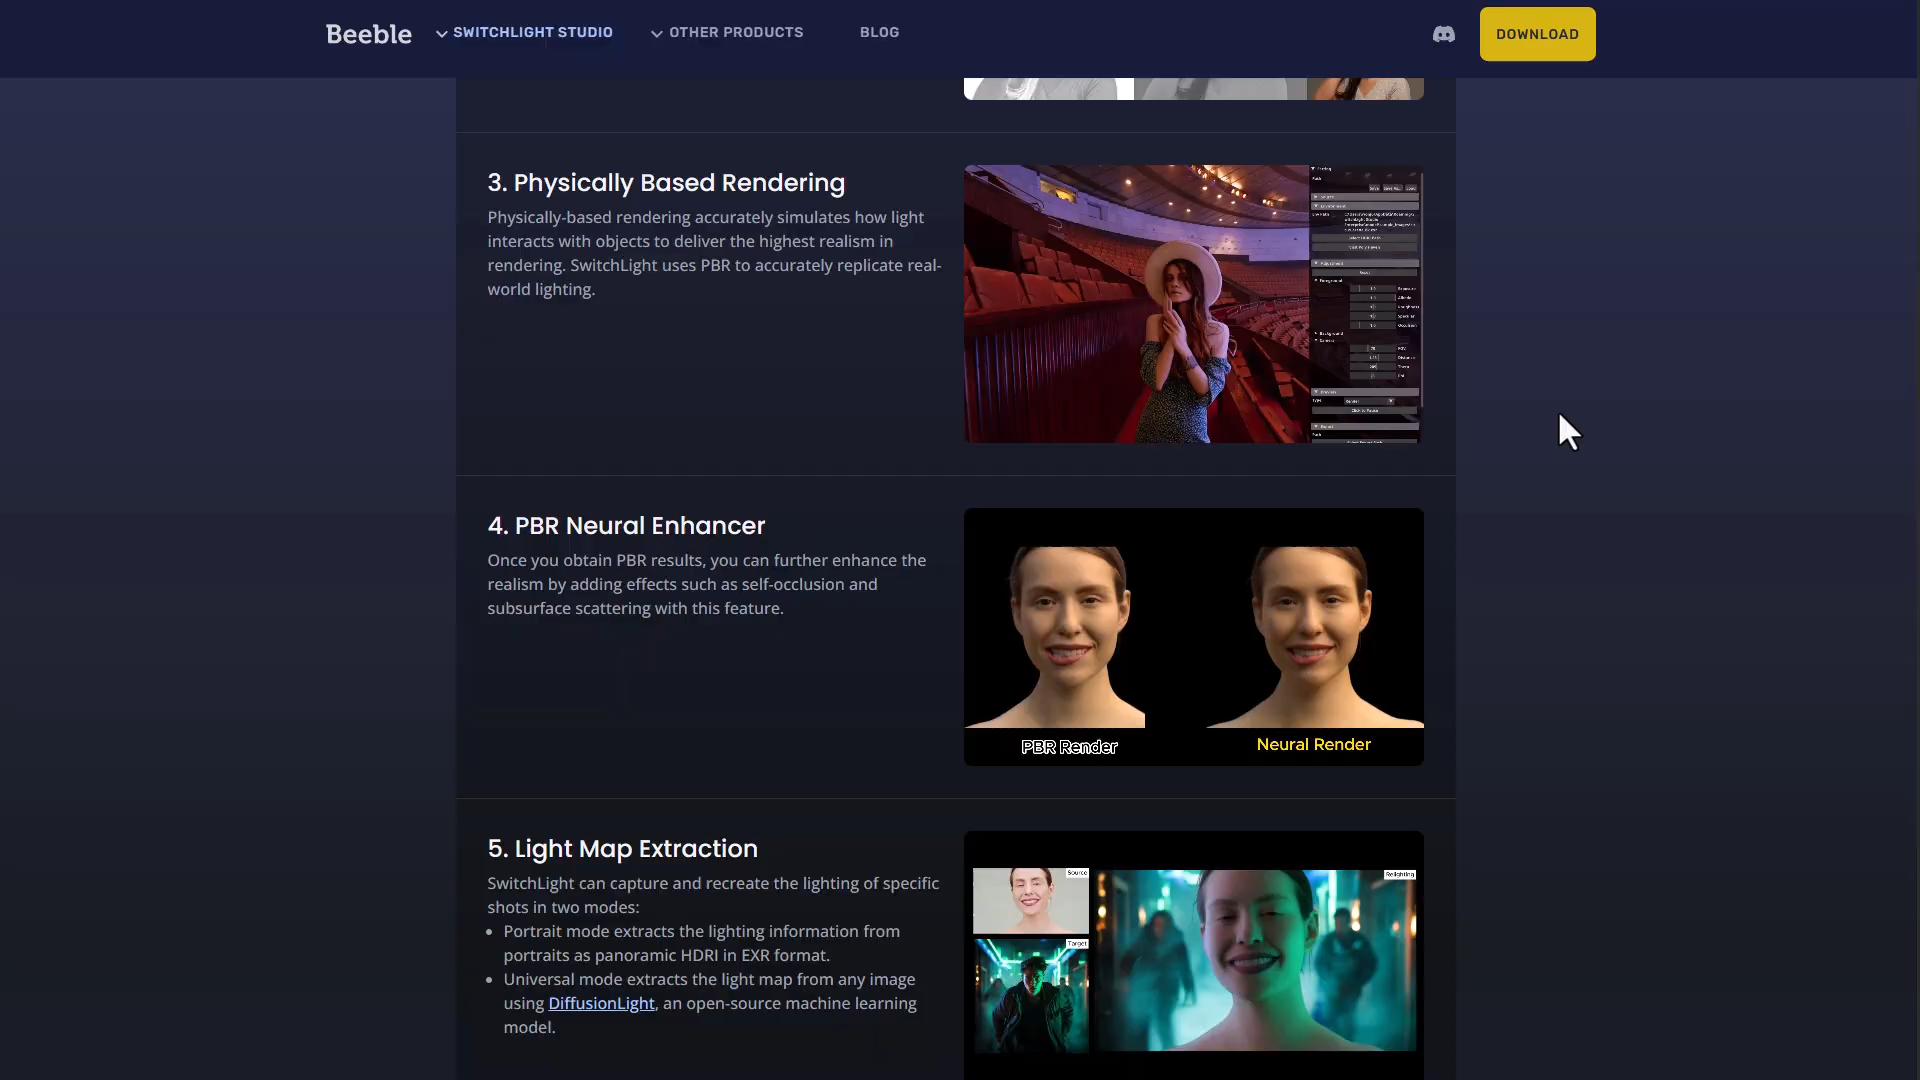 Beeble
SWITCHLIGHT STUDIO
OTHER PRODUCTS
BLOG
DOWNLOAD
3. Physically Based Rendering
Physically-based rendering accurately simulates how light
interacts with objects to deliver the highest realism in
rendering. SwitchLight uses PBR to accurately replicate real-
world lighting.
4. PBR Neural Enhancer
Once you obtain PBR results, you can further enhance the
realism by adding effects such as self-occlusion and
subsurface scattering with this feature.
PBR Render
Neural Render
5. Light Map Extraction
SwitchLight can capture and recreate the lighting of specific
shots in two modes:
Portrait mode extracts the lighting information from
portraits as panoramic HDRI in EXR format.
Universal mode extracts the light map from any image
using DiffusionLight, an open-source machine learning
model.
Source
Target
Relighting